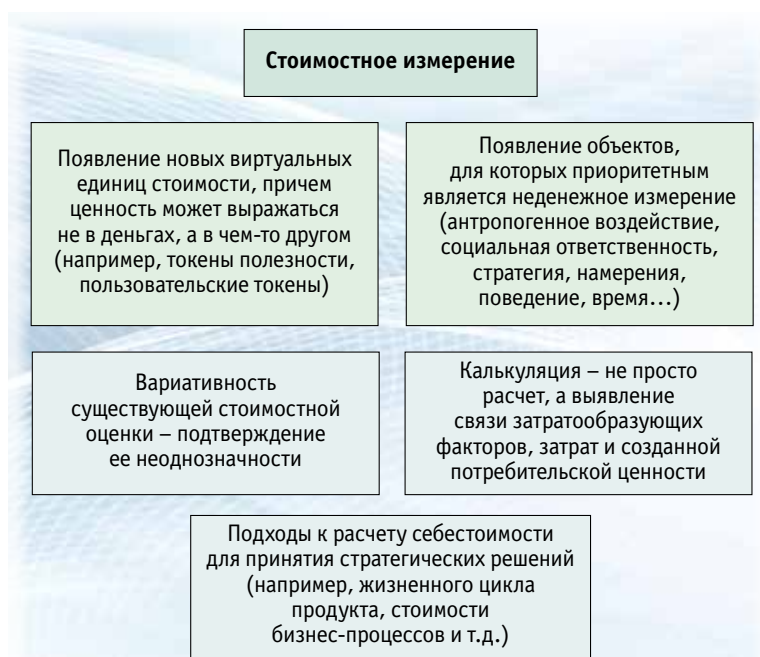 Стоимостное измерение
Появление новых виртуальных
единиц стоимости, причем
ценность может выражаться
не в деньгах, а в чем-то другом
(например, токены полезности,
пользовательские токены)
Появление объектов,
для которых приоритетным
является неденежное измерение
(антропогенное воздействие,
социальная ответственность,
стратегия, намерения,
поведение, время…)
Вариативность
существующей стоимостной
оценки – подтверждение
ее неоднозначности
Калькуляция – не просто
расчет, а выявление
связи затратообразующих
факторов, затрат и созданной
потребительской ценности
Подходы к расчету себестоимости
для принятия стратегических решений
(например, жизненного цикла
продукта, стоимости
бизнес-процессов и т.д.)